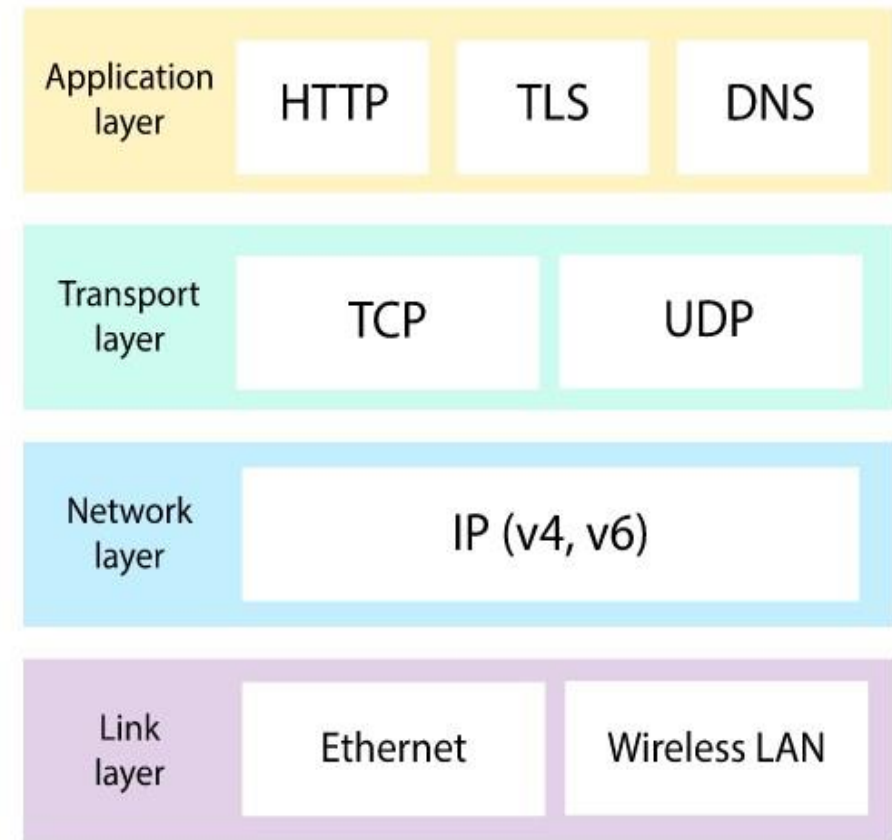 Application
layer
HTTP
TLS
DNS
Transport
layer
TCP
UDP
Network
layer
IP (v4, v6)
Link
layer
Ethernet
Wireless LAN